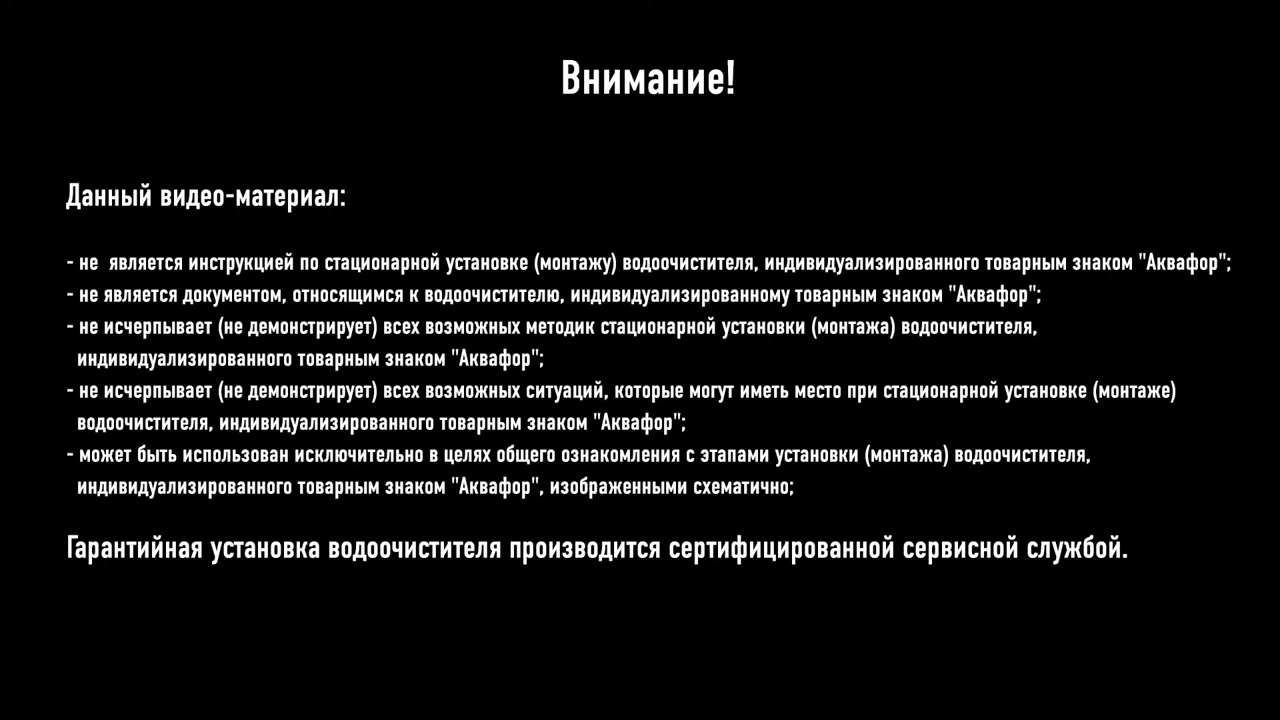 Внимание!
Данный видео-материал:
- не является инструкцией по стационарной установке (монтажу) водоочистителя, индивидуализированного товарным знаком "Аквафор";
- не является документом, относящимся к водоочистителю, индивидуализированному товарным знаком "Аквафор";
- не исчерпывает (не демонстрирует) всех возможных методик стационарной установки (монтажа) водоочистителя,
индивидуализированного товарным знаком "Аквафор";
- не исчерпывает (не демонстрирует) всех возможных ситуаций, которые могут иметь место при стационарной установке (монтаже)
водоочистителя, индивидуализированного товарным знаком "Аквафор";
- может быть использован исключительно в целях общего ознакомления с этапами установки (монтажа) водоочистителя,
индивидуализированного товарным знаком "Аквафор", изображенными схематично;
Гарантийная установка водоочистителя производится сертифицированной сервисной службой.